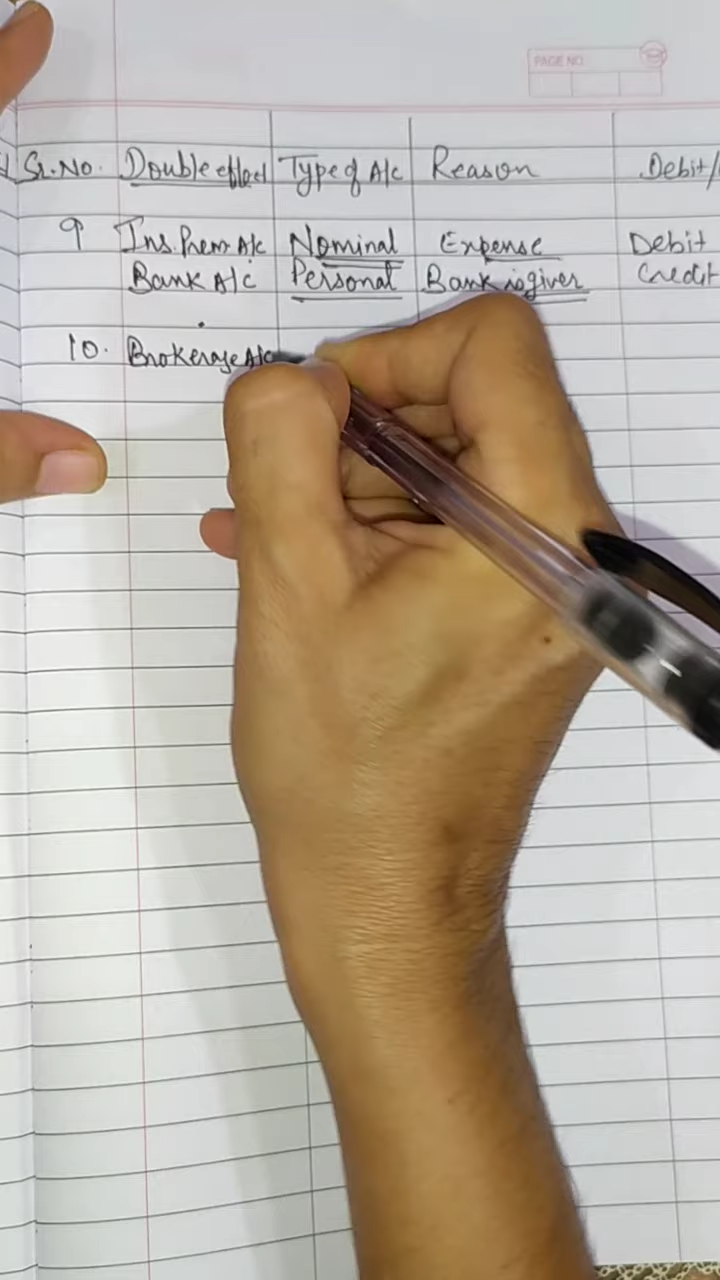 PAGE NO.
Sr.No. Double effect Type of A/c Reason Debit/
9 Ins. Prem A/c Nominal Expense Debit
Bank A/c Personal Bank is giver Credit
10. Brokerage A/c